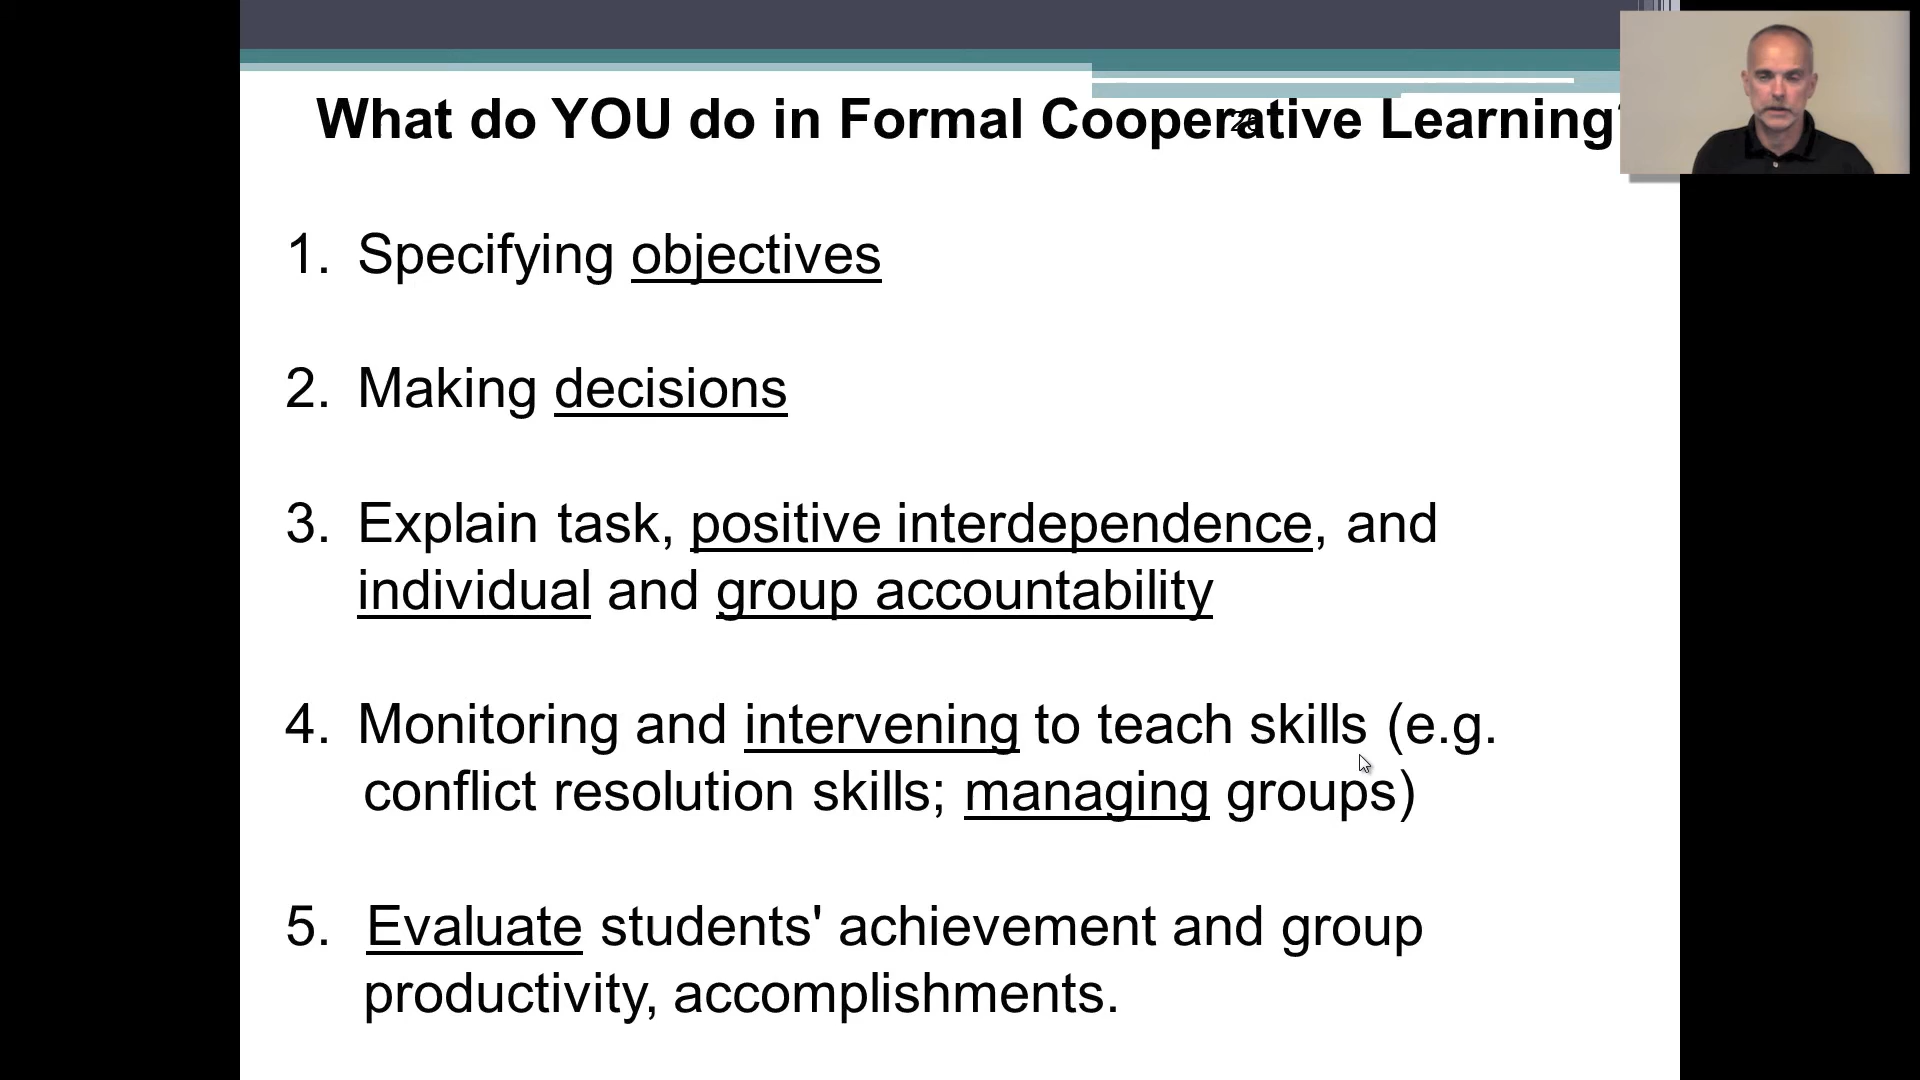 What do YOU do in Formal Cooperative Learning?
1. Specifying objectives
2. Making decisions
3. Explain task, positive interdependence, and
individual and group accountability
4. Monitoring and intervening to teach skills (e.g.
conflict resolution skills; managing groups)
5. Evaluate students' achievement and group
productivity, accomplishments.